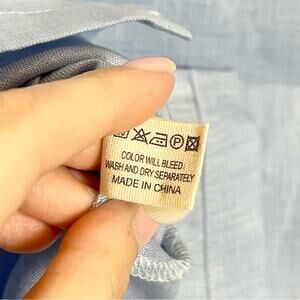 P
COLOR WILL BLEED.
WASH AND DRY SEPARATELY
MADE IN CHINA